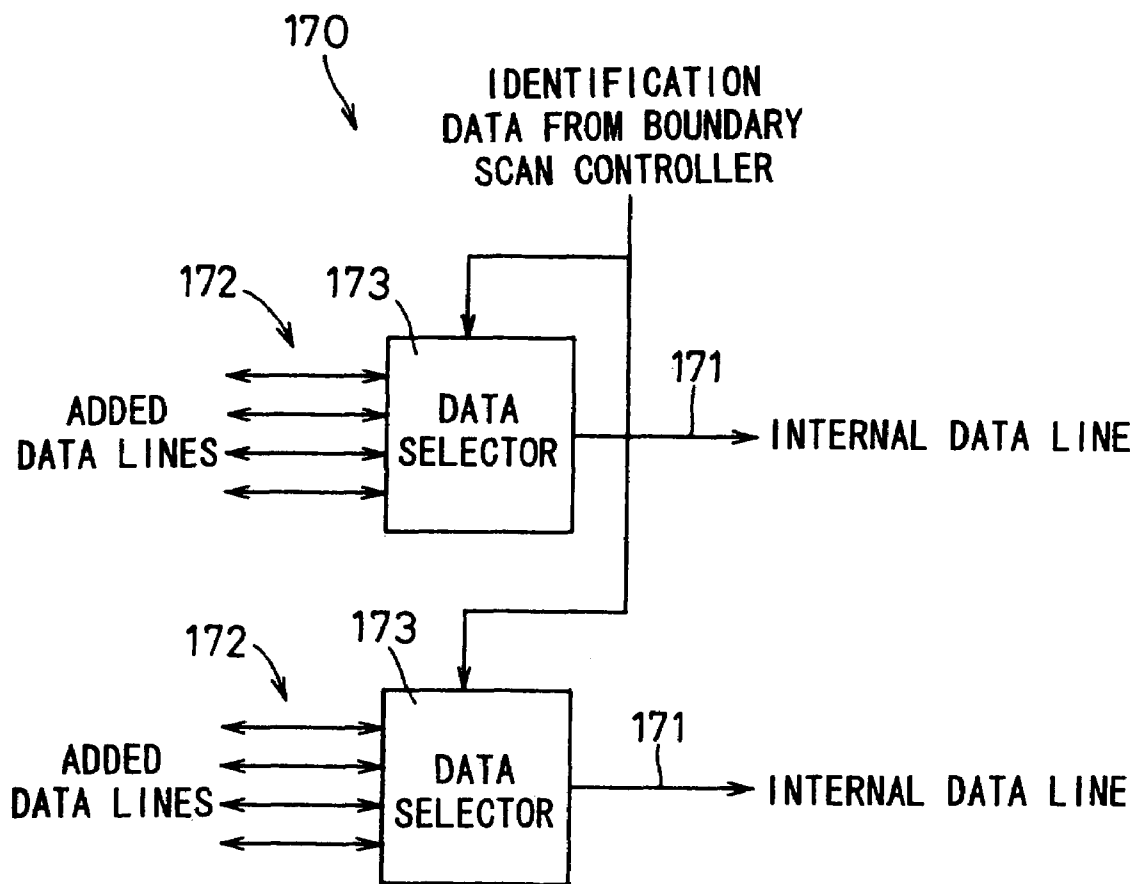 170
IDENTIFICATION
DATA FROM BOUNDARY
SCAN CONTROLLER
172
173
171
ADDED
DATA LINES
DATA
SELECTOR
INTERNAL DATA LINE
172
173
171
ADDED
DATA LINES
DATA
SELECTOR
INTERNAL DATA LINE